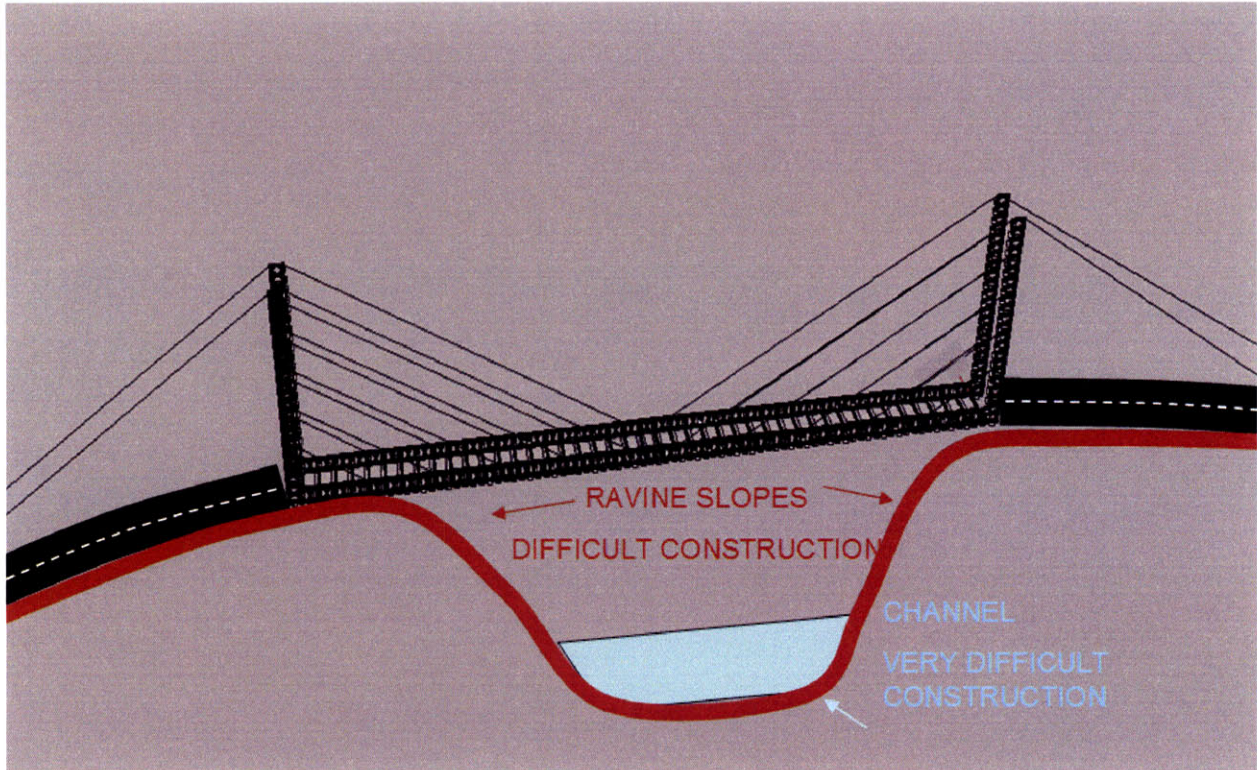 RAVINE SLOPES
DIFFICULT CONSTRUCTION
CHANNEL
VERY DIFFICULT
CONSTRUCTION